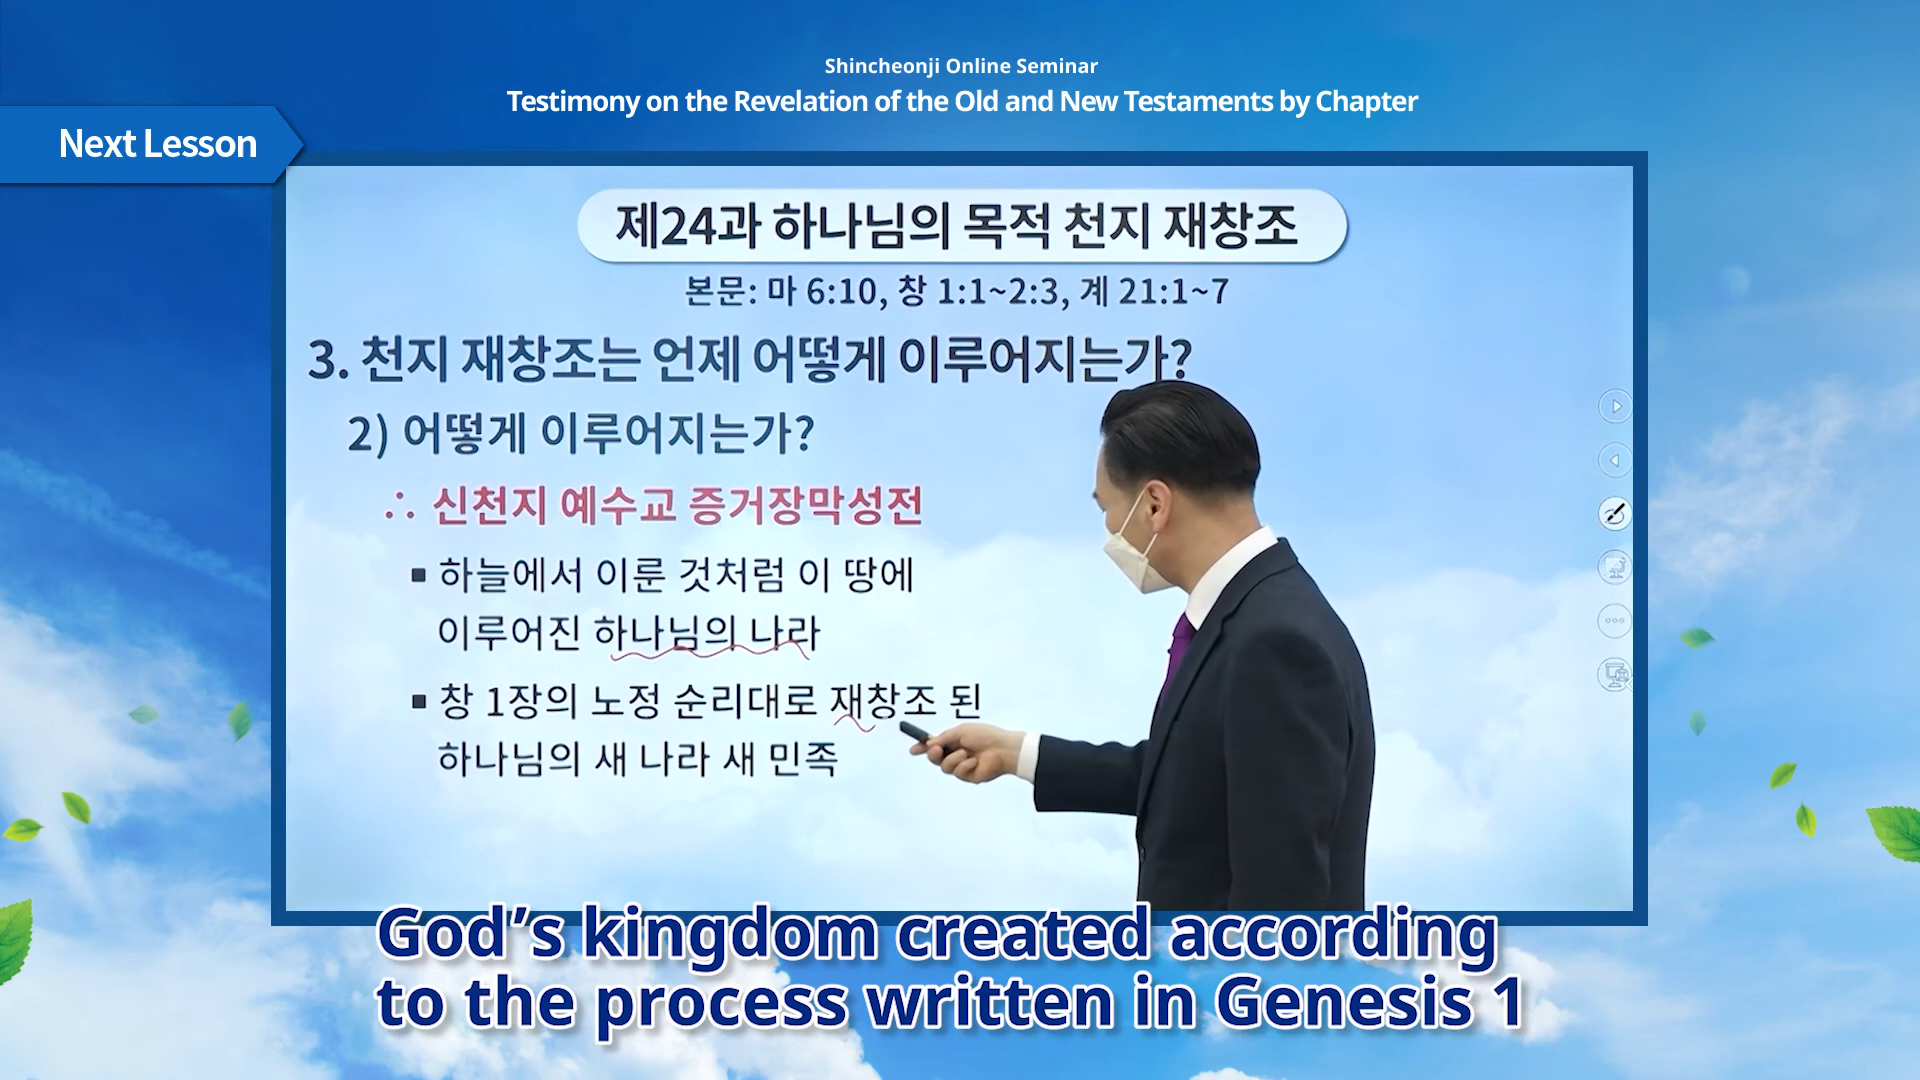 Shincheonji Online Seminar
Testimony on the Revelation of the Old and New Testaments by Chapter
Next Lesson
제24과 하나님의 목적 천지 재창조
본문: 마 6:10, 창 1:1~2:3, 계 21:1~7
3. 천지 재창조는 언제 어떻게 이루어지는가?
2) 어떻게 이루어지는가?
∴ 신천지 예수교 증거장막성전
▪ 하늘에서 이룬 것처럼 이 땅에
이루어진 하나님의 나라
▪ 창 1장의 노정 순리대로 재창조 된
하나님의 새 나라 새 민족
God’s kingdom created according
to the process written in Genesis 1